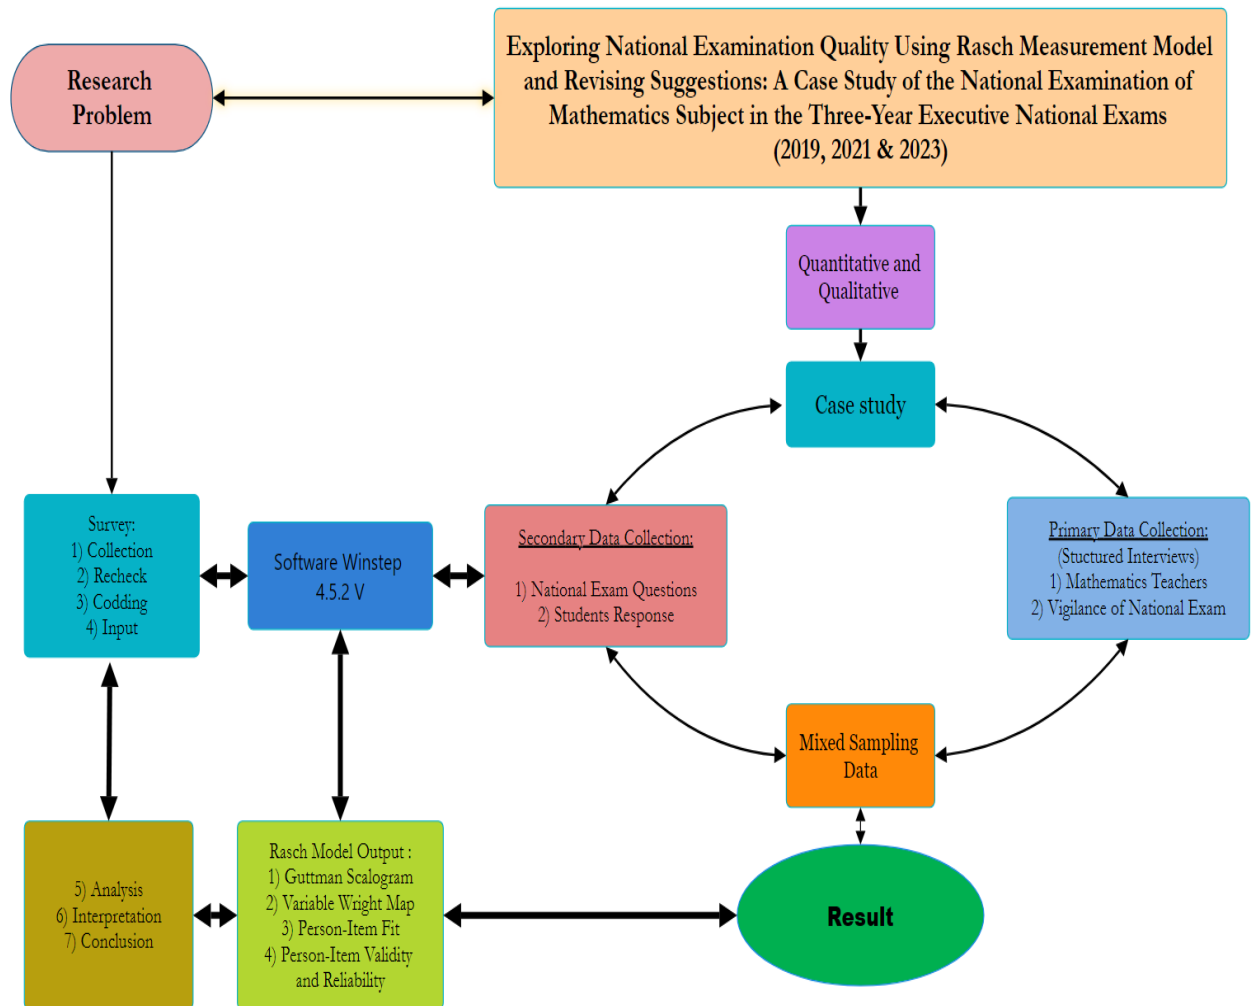 Research
Problem
Exploring National Examination Quality Using Rasch Measurement Model
and Revising Suggestions: A Case Study of the National Examination of
Mathematics Subject in the Three-Year Executive National Exams
(2019, 2021 & 2023)
Quantitative and
Qualitative
Case study
Survey:
1) Collection
2) Recheck
3) Codding
4) Input
Software Winstep
4.5.2 V
Secondary Data Collection:
1) National Exam Questions
2) Students Response
Primary Data Collection:
(Stuctured Interviews)
1) Mathematics Teachers
2) Vigilance of National Exam
Mixed Sampling
Data
5) Analysis
6) Interpretation
7) Conclusion
Rasch Model Output :
1) Guttman Scalogram
2) Variable Wright Map
3) Person-Item Fit
4) Person-Item Validity
and Reliability
Result